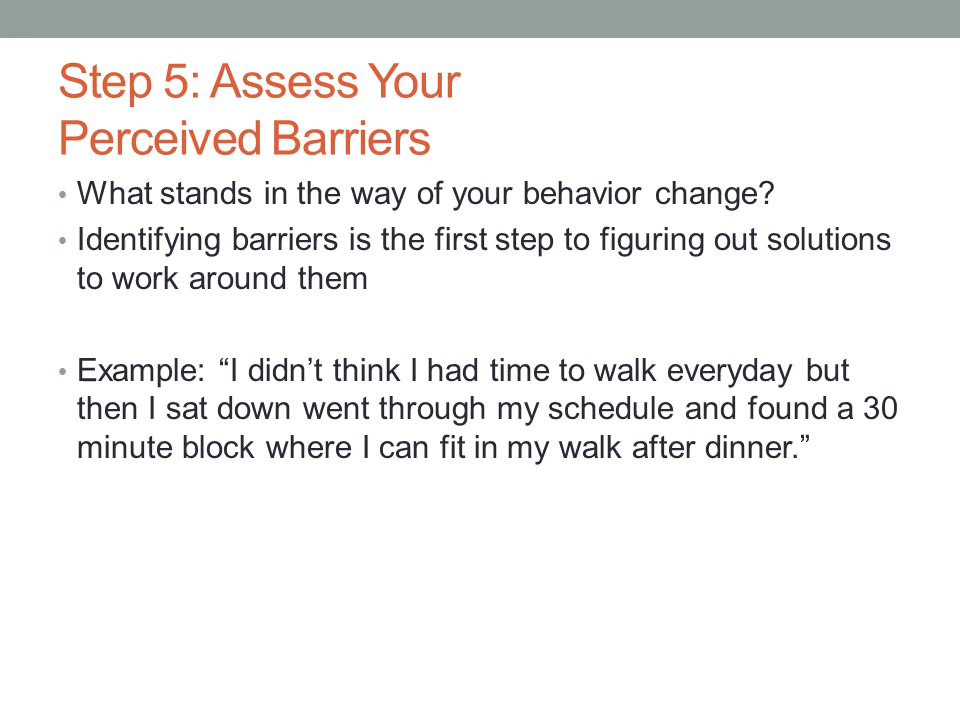 Step 5: Assess Your
Perceived Barriers
• What stands in the way of your behavior change?
• Identifying barriers is the first step to figuring out solutions
to work around them
• Example: “I didn’t think I had time to walk everyday but
then I sat down went through my schedule and found a 30
minute block where I can fit in my walk after dinner.”